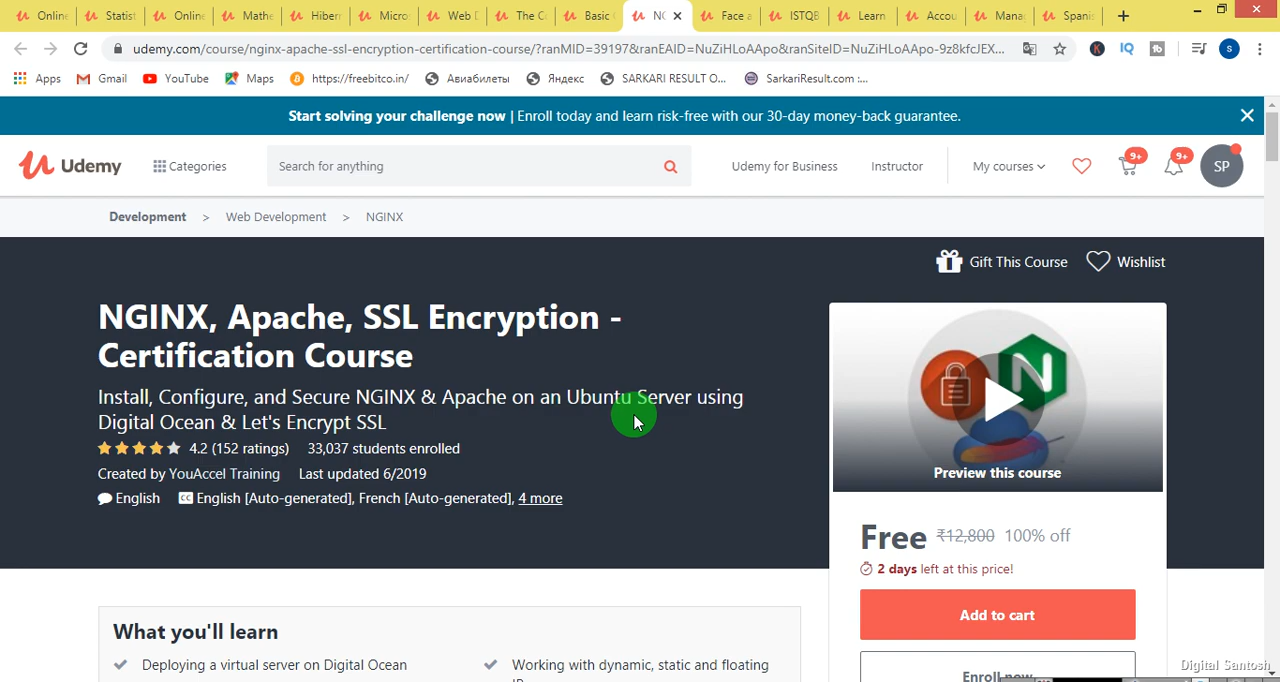 Online
Statist
Online
Mathe
Hibern
Micro
Web D
The C
Basic
NG
Face a
ISTQB
Learn
Accou
Mana
Spanis
udemy.com/course/nginx-apache-ssl-encryption-certification-course/?ranMID=39197&ranEAID=NuZiHLoAApo&ranSiteID=NuZiHLoAApo-9z8kfcJEX...
K IQ tb S
Apps Gmail YouTube Maps https://freebitco.in/ Авиабилеты Яндекс SARKARI RESULT O... SarkariResult.com :...
Start solving your challenge now | Enroll today and learn risk-free with our 30-day money-back guarantee.
Udemy Categories Search for anything Udemy for Business Instructor My courses 9+ 9+ SP
Development > Web Development > NGINX
Gift This Course Wishlist
NGINX, Apache, SSL Encryption -
Certification Course
Install, Configure, and Secure NGINX & Apache on an Ubuntu Server using
Digital Ocean & Let's Encrypt SSL
4.2 (152 ratings) 33,037 students enrolled
Created by YouAccel Training Last updated 6/2019
English CC English [Auto-generated], French [Auto-generated], 4 more
N
Preview this course
Free ₹12,800 100% off
2 days left at this price!
Add to cart
Enroll now
What you'll learn
Deploying a virtual server on Digital Ocean
Working with dynamic, static and floating
Digital Santosh